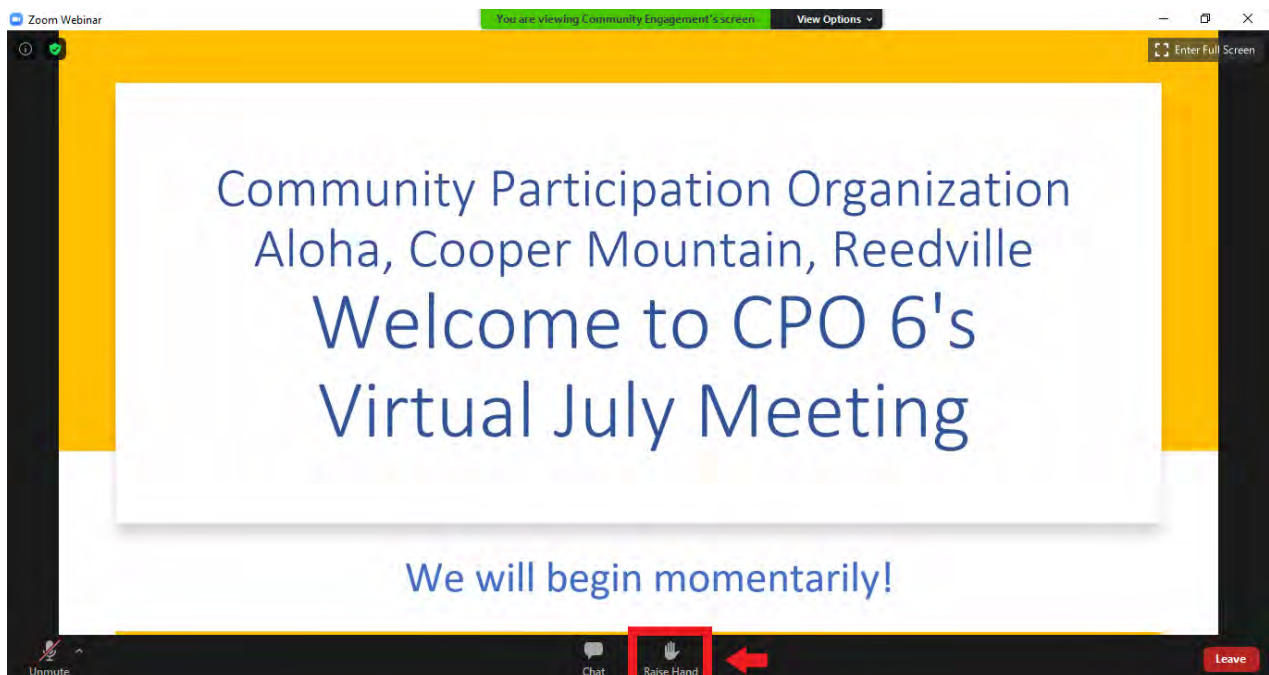 Zoom Webinar
You are viewing Community Engagement's screen
View Options
Enter Full Screen
Community Participation Organization
Aloha, Cooper Mountain, Reedville
Welcome to CPO 6's
Virtual July Meeting
We will begin momentarily!
Unmute
Chat
Raise Hand
Leave